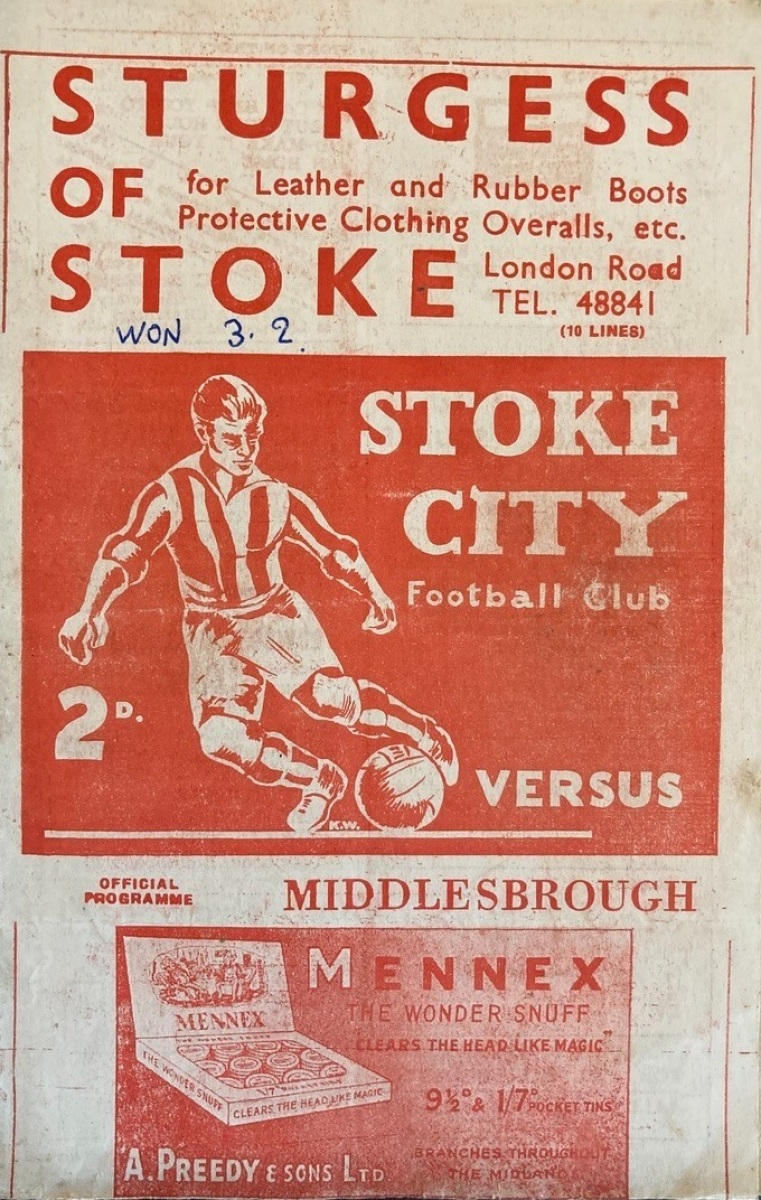 STURGESS
OF for Leather and Rubber Boots
Protective Clothing Overalls, etc.
STOKE London Road
TEL. 48841
(10 LINES)
WON 3.2.
STOKE
CITY
Football Club
2D.
VERSUS
K.W.
OFFICIAL
PROGRAMME
MIDDLESBROUGH
MENNEX
THE WONDER SNUFF
"CLEARS THE HEAD LIKE MAGIC"
MENNEX
THE WONDER SNUFF
CLEARS THE HEAD LIKE MAGIC
9½D & 1/7D POCKET TINS
A. PREEDY & SONS LTD.
BRANCHES THROUGHOUT
THE MIDLANDS